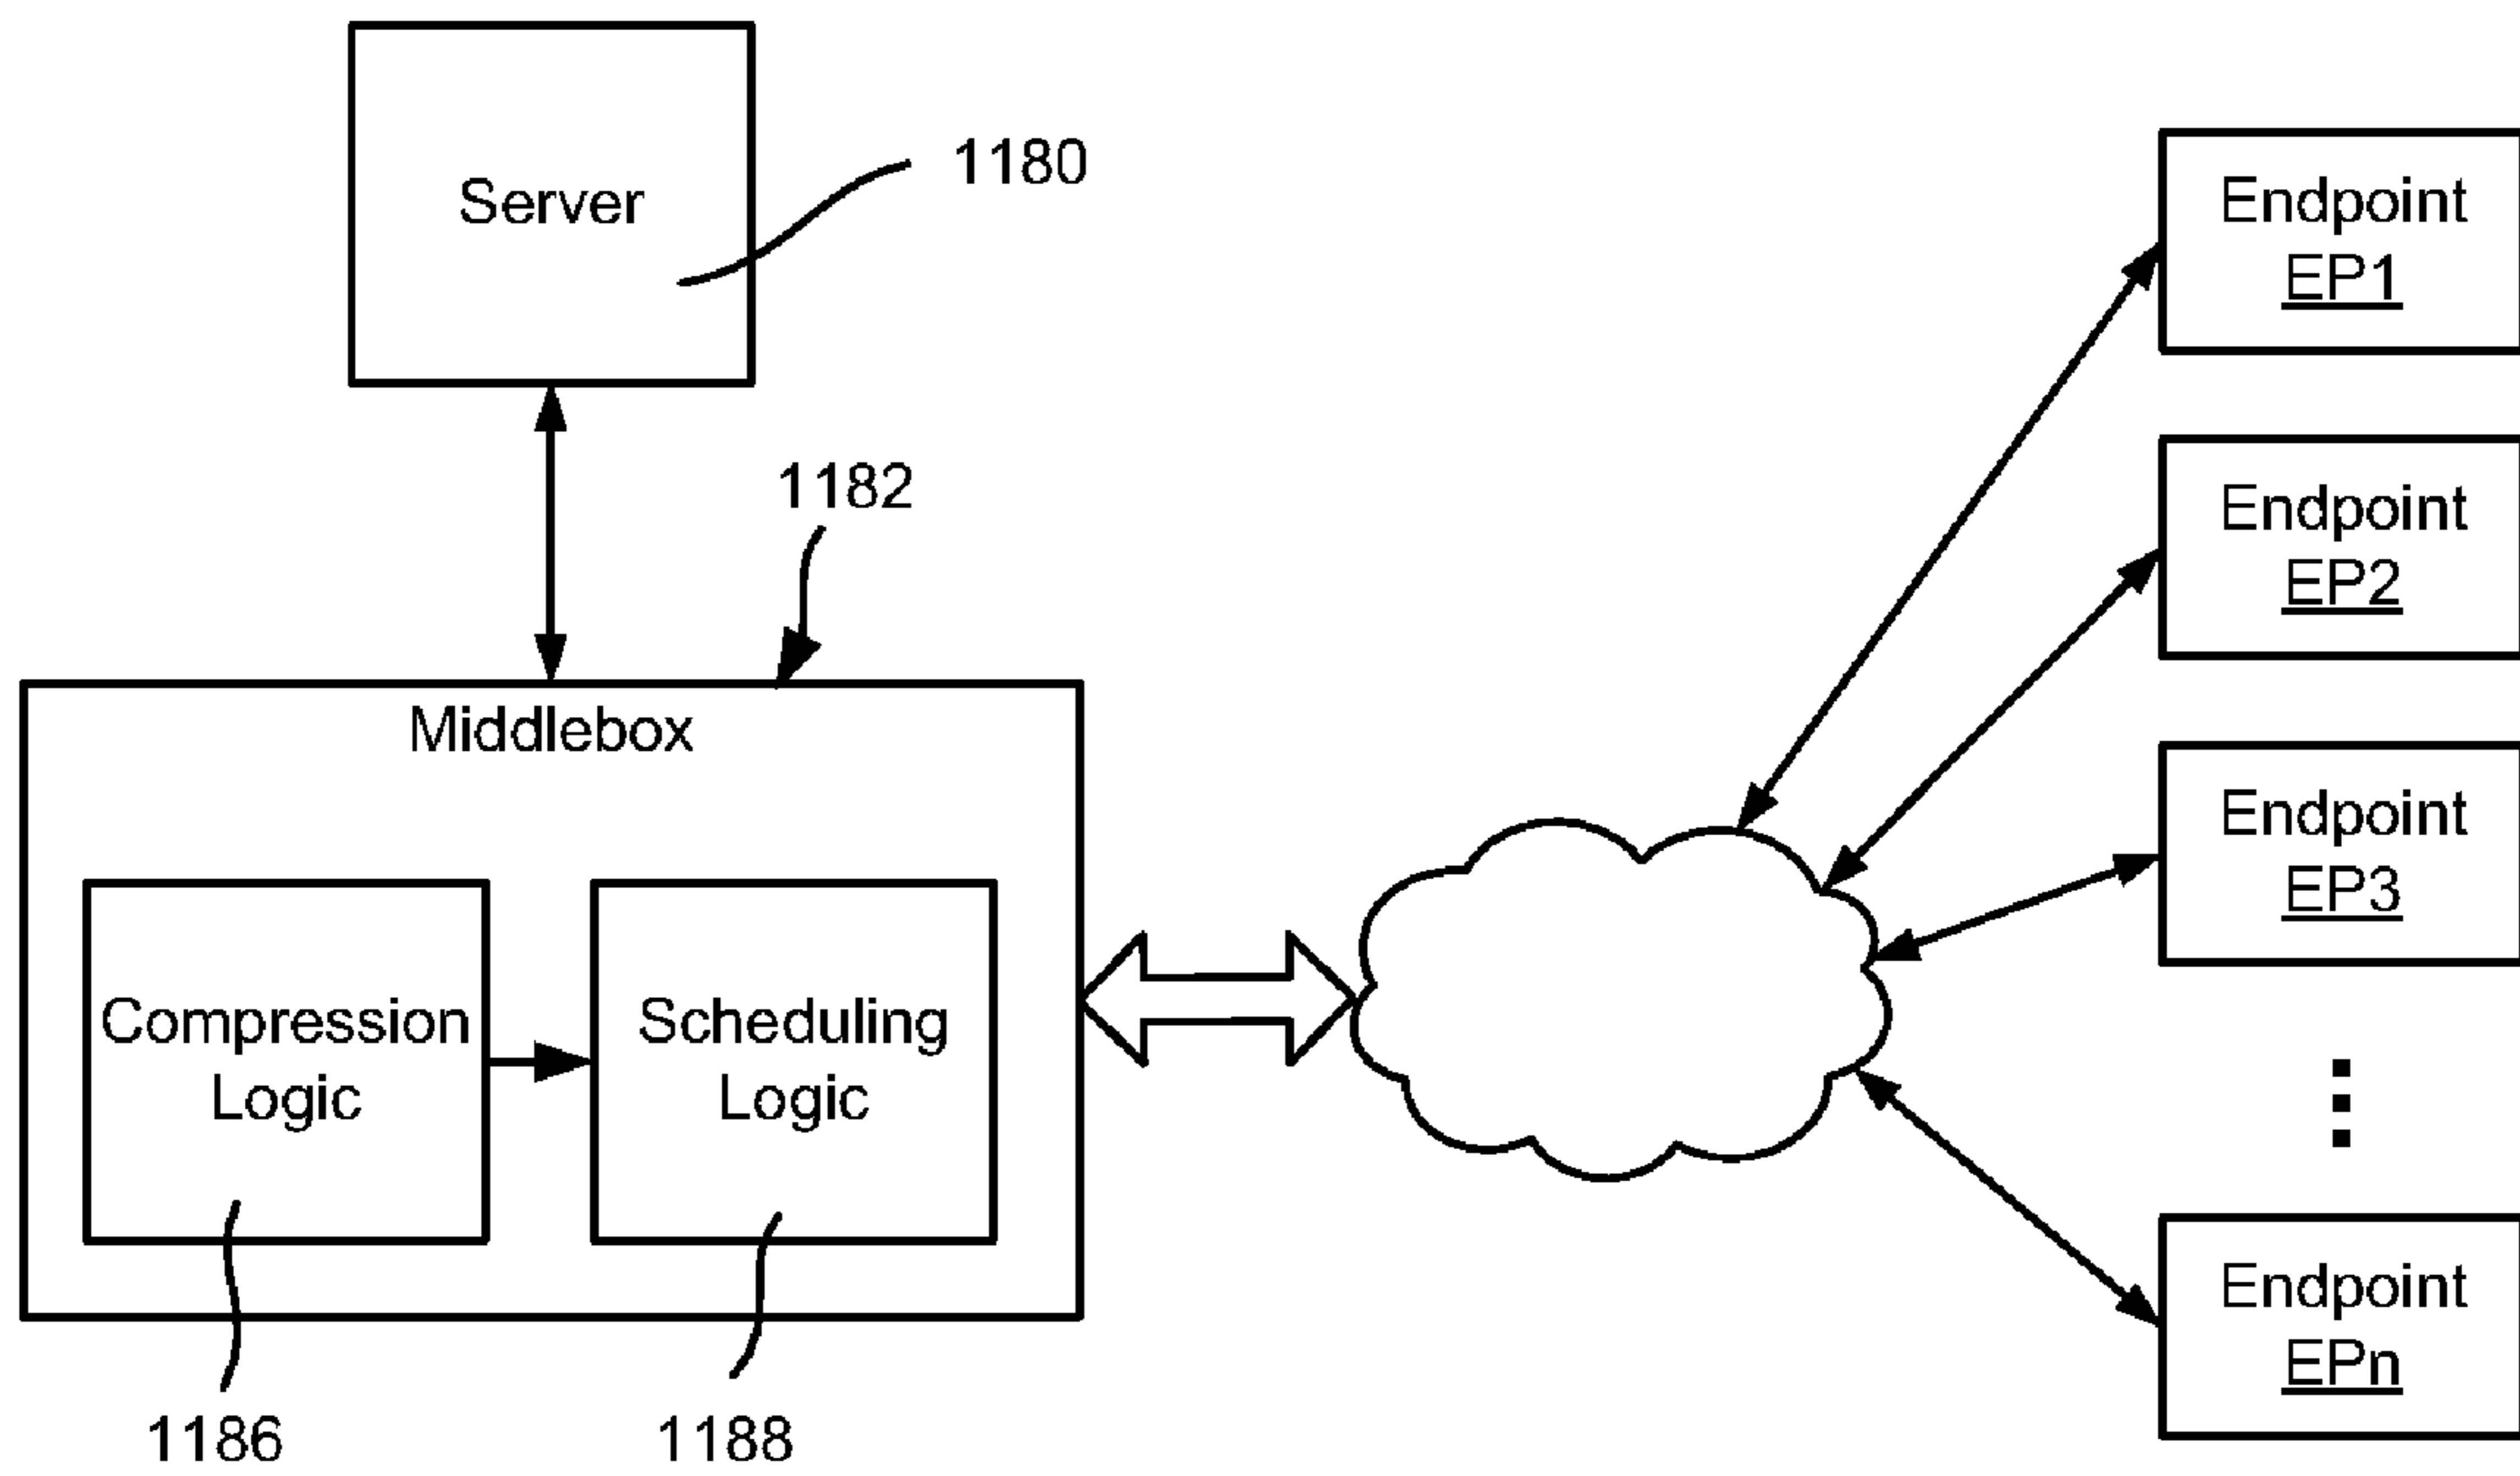 Server
1180
1182
Middlebox
Compression
Logic
Scheduling
Logic
1186
1188
Endpoint
EP1
Endpoint
EP2
Endpoint
EP3
Endpoint
EPn